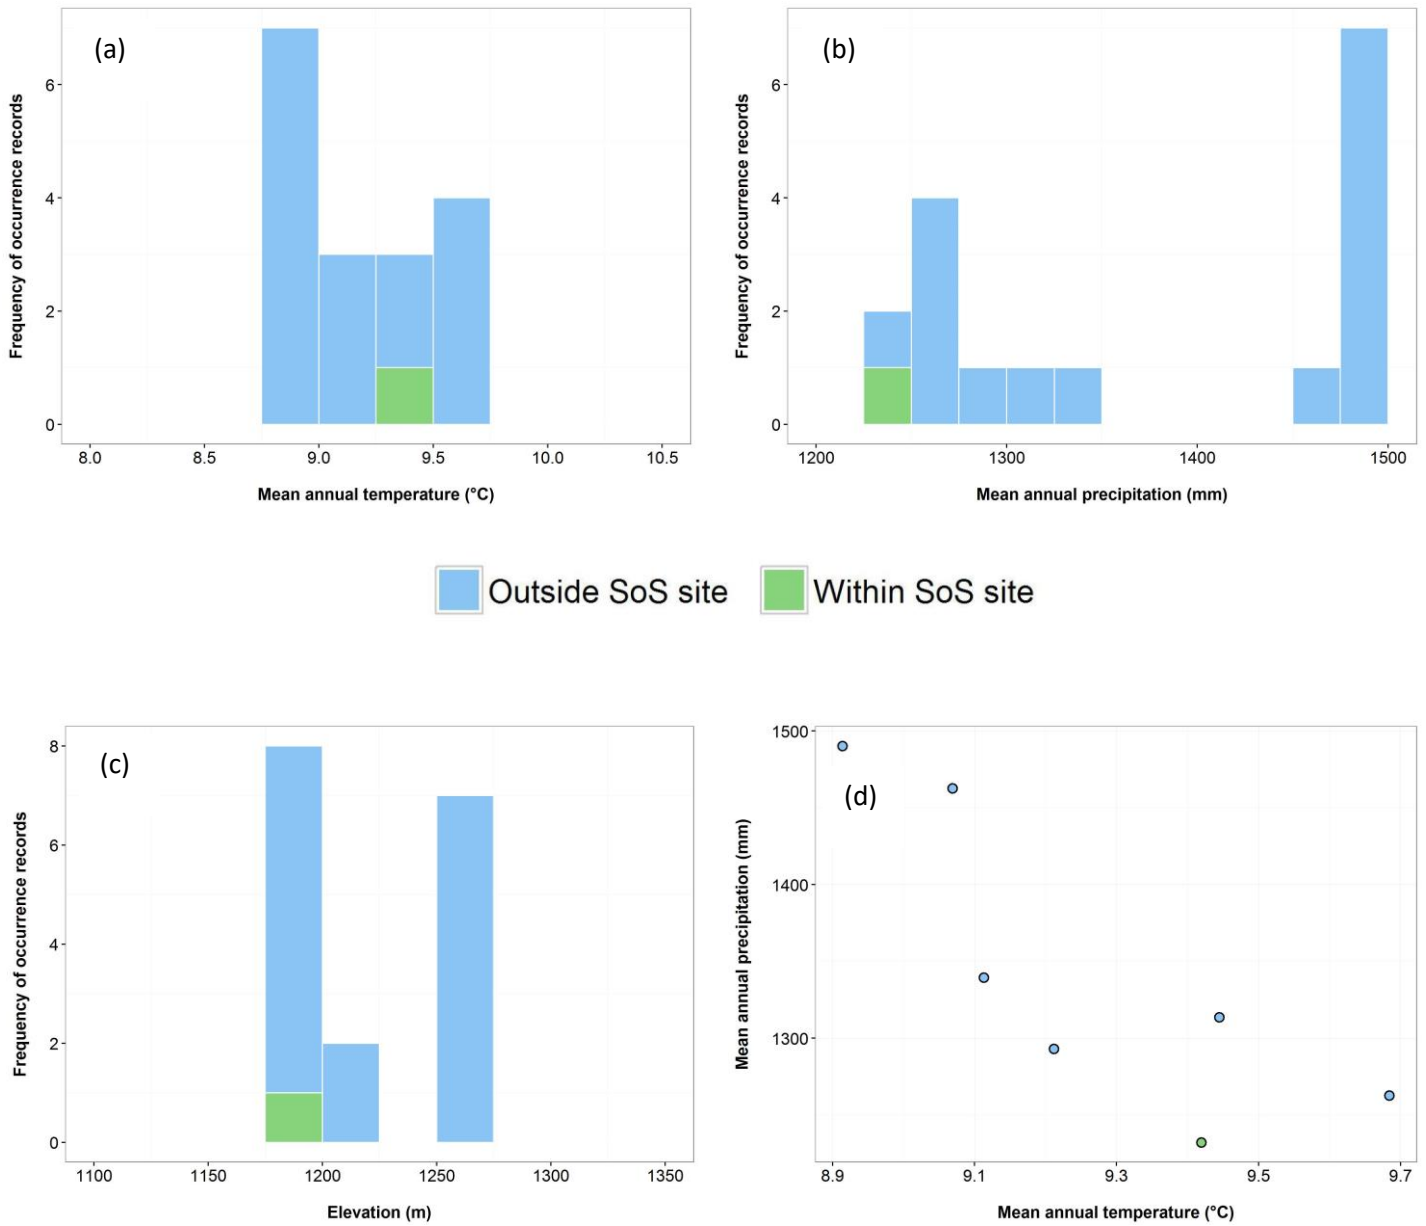 (a)
Frequency of occurrence records
6
4
2
0
8.0 8.5 9.0 9.5 10.0 10.5
Mean annual temperature (°C)
(b)
Frequency of occurrence records
6
4
2
0
1200 1300 1400 1500
Mean annual precipitation (mm)
Outside SoS site Within SoS site
(c)
Frequency of occurrence records
8
6
4
2
0
1100 1150 1200 1250 1300 1350
Elevation (m)
(d)
Mean annual precipitation (mm)
1500
1400
1300
8.9 9.1 9.3 9.5 9.7
Mean annual temperature (°C)